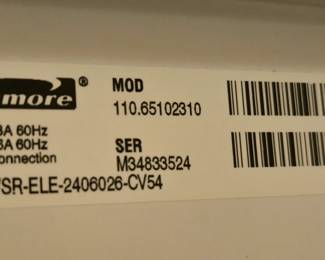 more® MOD
110.65102310
A 60Hz
A 60Hz SER
onnection M34833524
SR-ELE-2406026-CV54